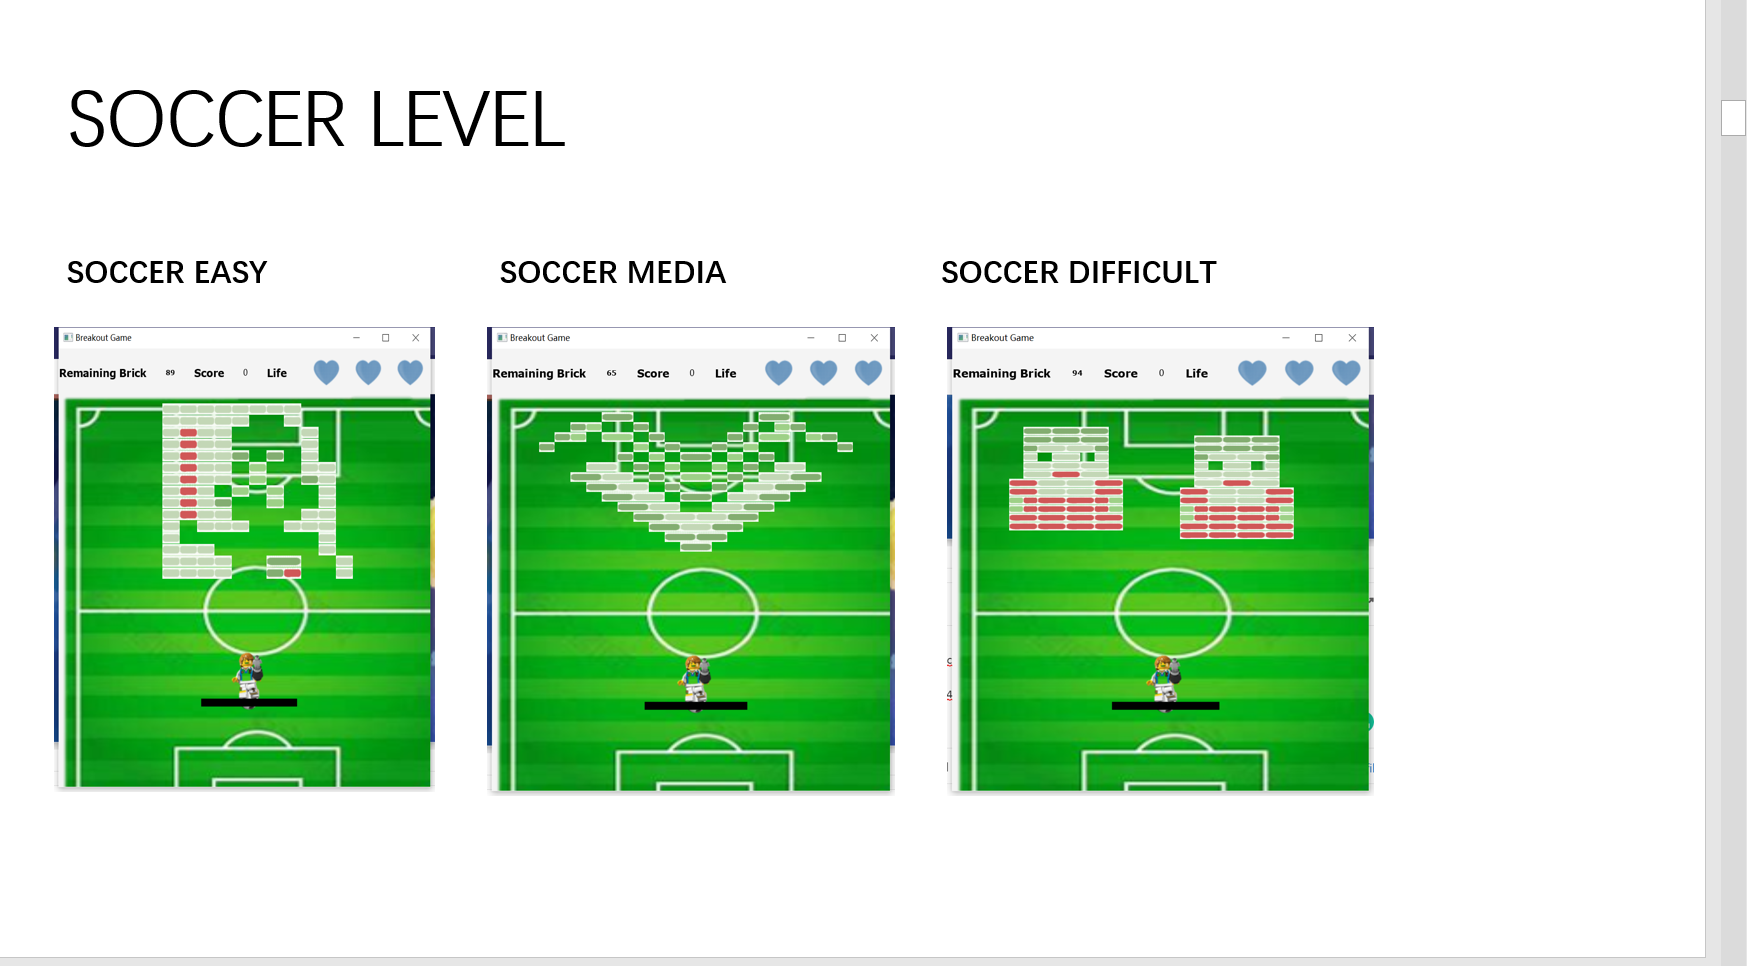 SOCCER LEVEL
SOCCER EASY
SOCCER MEDIA
SOCCER DIFFICULT
Breakout Game
Remaining Brick 89 Score 0 Life
Breakout Game
Remaining Brick 65 Score 0 Life
Breakout Game
Remaining Brick 94 Score 0 Life